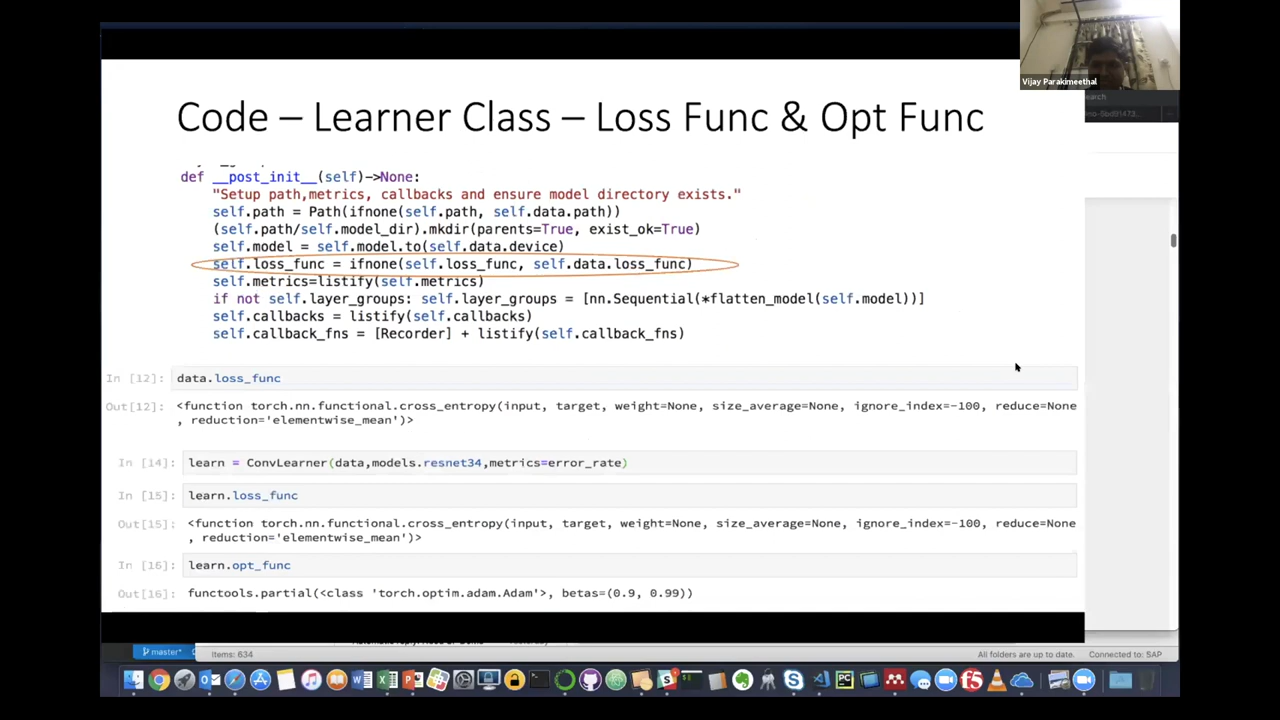 Vijay Parakimeethal
Code – Learner Class – Loss Func & Opt Func
def __post_init__(self)->None:
"Setup path,metrics, callbacks and ensure model directory exists."
self.path = Path(ifnone(self.path, self.data.path))
(self.path/self.model_dir).mkdir(parents=True, exist_ok=True)
self.model = self.model.to(self.data.device)
self.loss_func = ifnone(self.loss_func, self.data.loss_func)
self.metrics=listify(self.metrics)
if not self.layer_groups: self.layer_groups = [nn.Sequential(*flatten_model(self.model))]
self.callbacks = listify(self.callbacks)
self.callback_fns = [Recorder] + listify(self.callback_fns)
In [12]: data.loss_func
Out[12]: <function torch.nn.functional.cross_entropy(input, target, weight=None, size_average=None, ignore_index=-100, reduce=None
, reduction='elementwise_mean')>
In [14]: learn = ConvLearner(data,models.resnet34,metrics=error_rate)
In [15]: learn.loss_func
Out[15]: <function torch.nn.functional.cross_entropy(input, target, weight=None, size_average=None, ignore_index=-100, reduce=None
, reduction='elementwise_mean')>
In [16]: learn.opt_func
Out[16]: functools.partial(<class 'torch.optim.adam.Adam'>, betas=(0.9, 0.99))
master*
Items: 634
All folders are up to date. Connected to: SAP